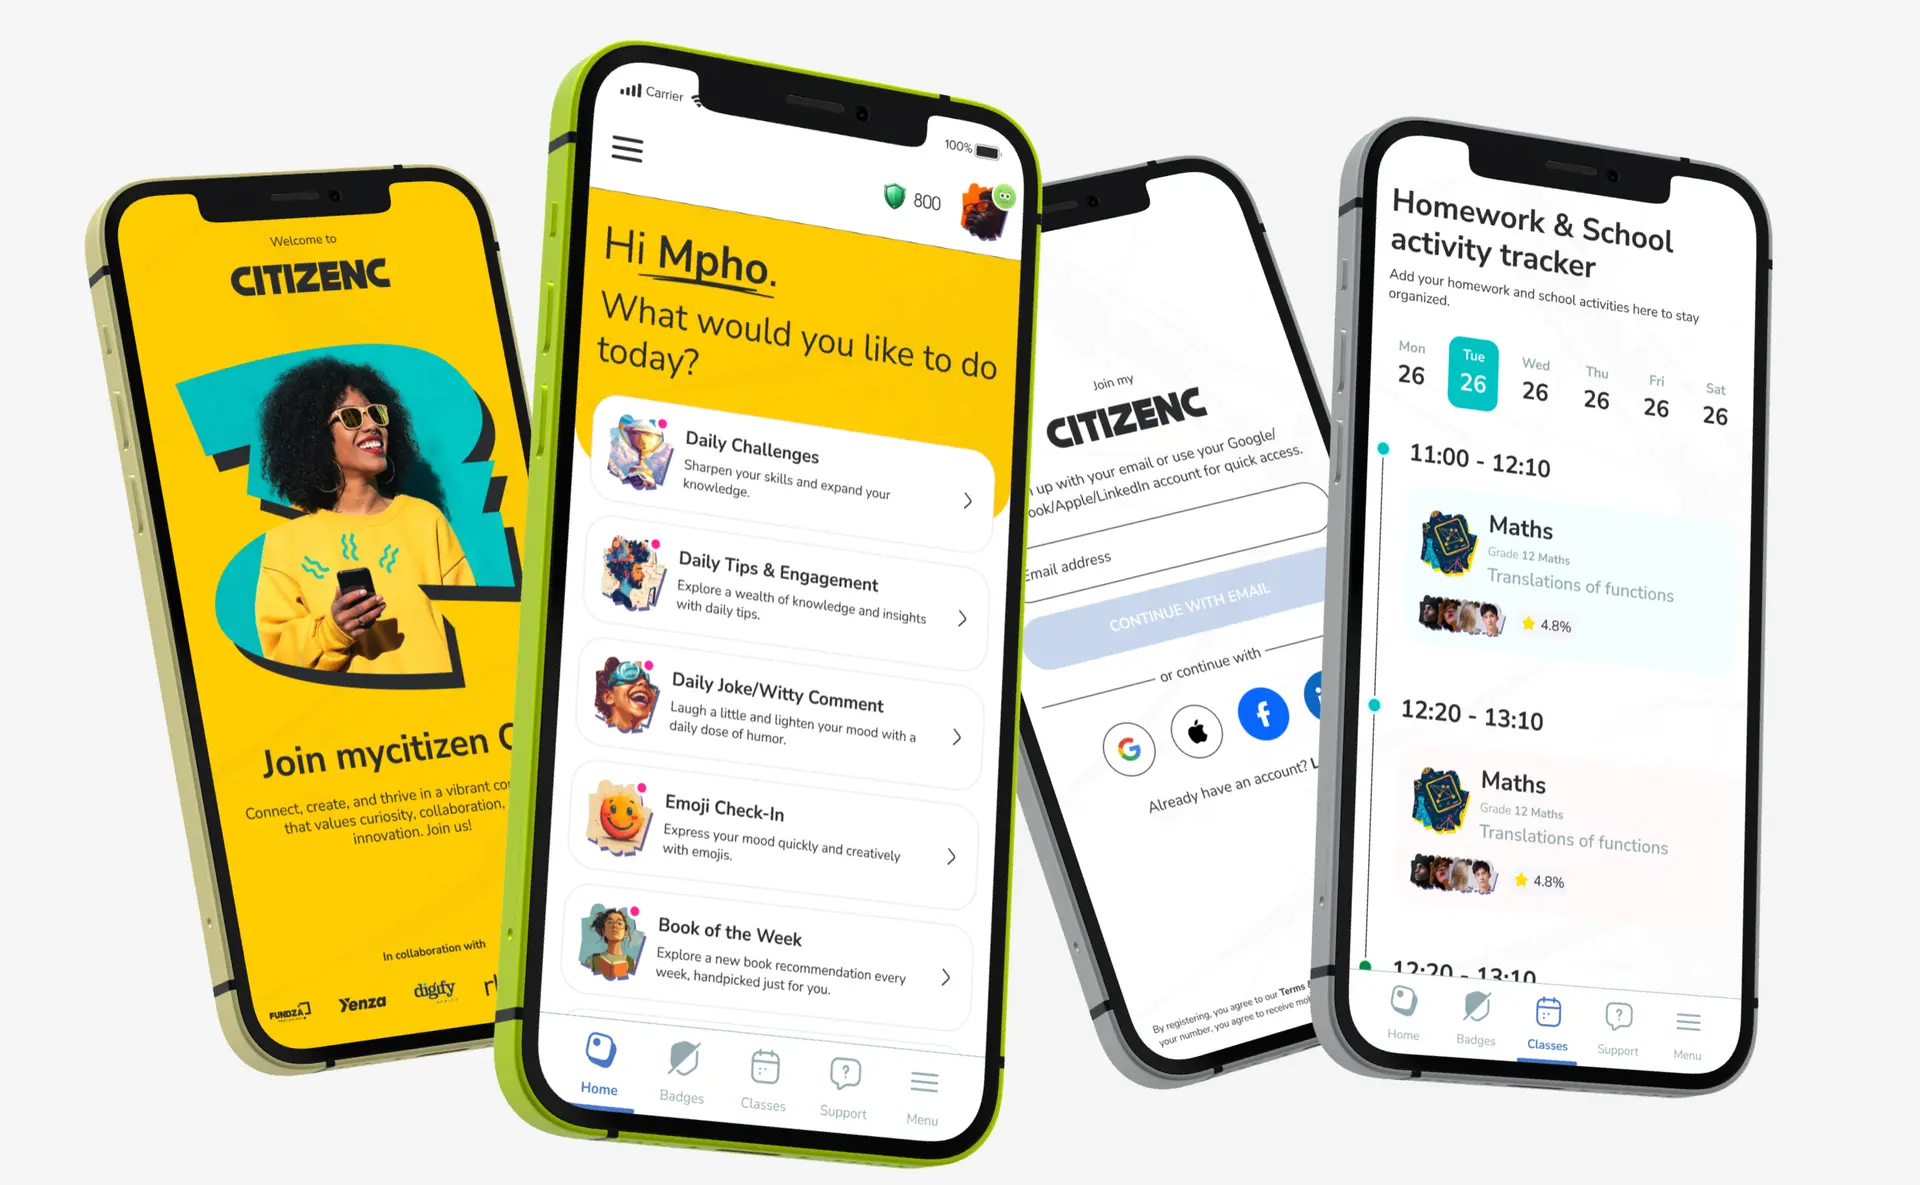 Welcome to
CITIZENC
Join mycitizen
Connect, create, and thrive in a vibrant
that values curiosity, collaboration,
innovation. Join us!
In collaboration with
FUNDZA
Yenza
digify
Carrier
100%
800
Hi Mpho.
What would you like to do
today?
Daily Challenges
Sharpen your skills and expand your
knowledge.
Daily Tips & Engagement
Explore a wealth of knowledge and insights
with daily tips.
Daily Joke/Witty Comment
Laugh a little and lighten your mood with a
daily dose of humor.
Emoji Check-In
Express your mood quickly and creatively
with emojis.
Book of the Week
Explore a new book recommendation every
week, handpicked just for you.
Home
Badges
Classes
Support
Menu
Join my
CITIZENC
up with your email or use your Google/
ook/Apple/LinkedIn account for quick access.
Email address
CONTINUE WITH EMAIL
or continue with
Already have an account?
By registering, you agree to our Terms &
your number, you agree to receive
Homework & School
activity tracker
Add your homework and school activities here to stay
organized.
Mon Tue Wed Thu Fri Sat
26 26 26 26 26 26
11:00 - 12:10
Maths
Grade 12 Maths
Translations of functions
4.8%
12:20 - 13:10
Maths
Grade 12 Maths
Translations of functions
4.8%
12:20 - 13:10
Home
Badges
Classes
Support
Menu